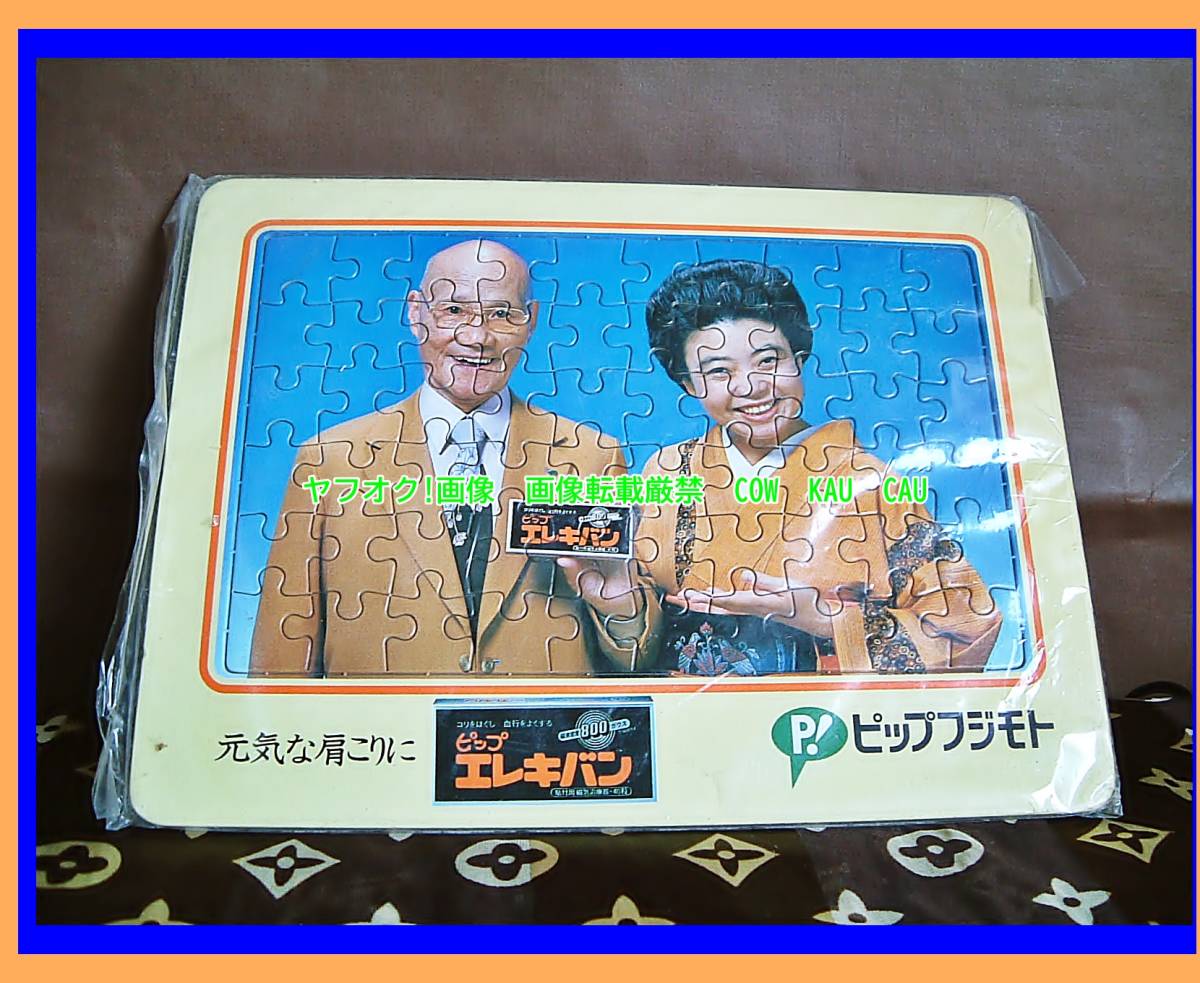 ヤフオク!画像　画像転載厳禁　COW　KAU　CAU
ピップ
エレキバン
元気な肩こりに
コリをほぐし 血行をよくする
800
ピップ
エレキバン
P! ピップフジモト